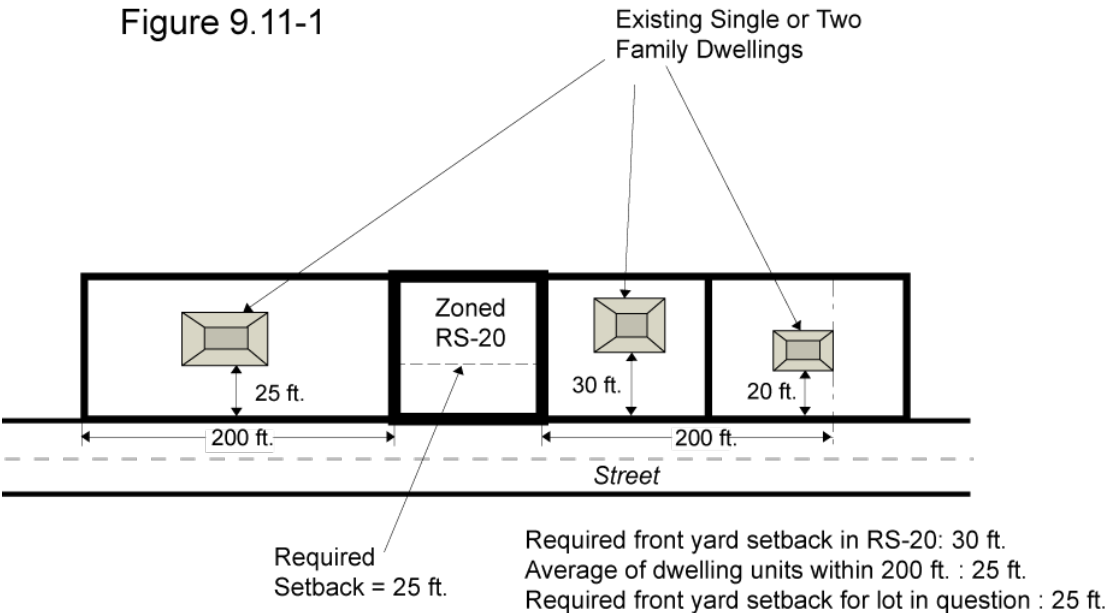 Figure 9.11-1
Existing Single or Two
Family Dwellings
Zoned
RS-20
25 ft.
30 ft.
20 ft.
200 ft.
200 ft.
Street
Required
Setback = 25 ft.
Required front yard setback in RS-20: 30 ft.
Average of dwelling units within 200 ft. : 25 ft.
Required front yard setback for lot in question : 25 ft.